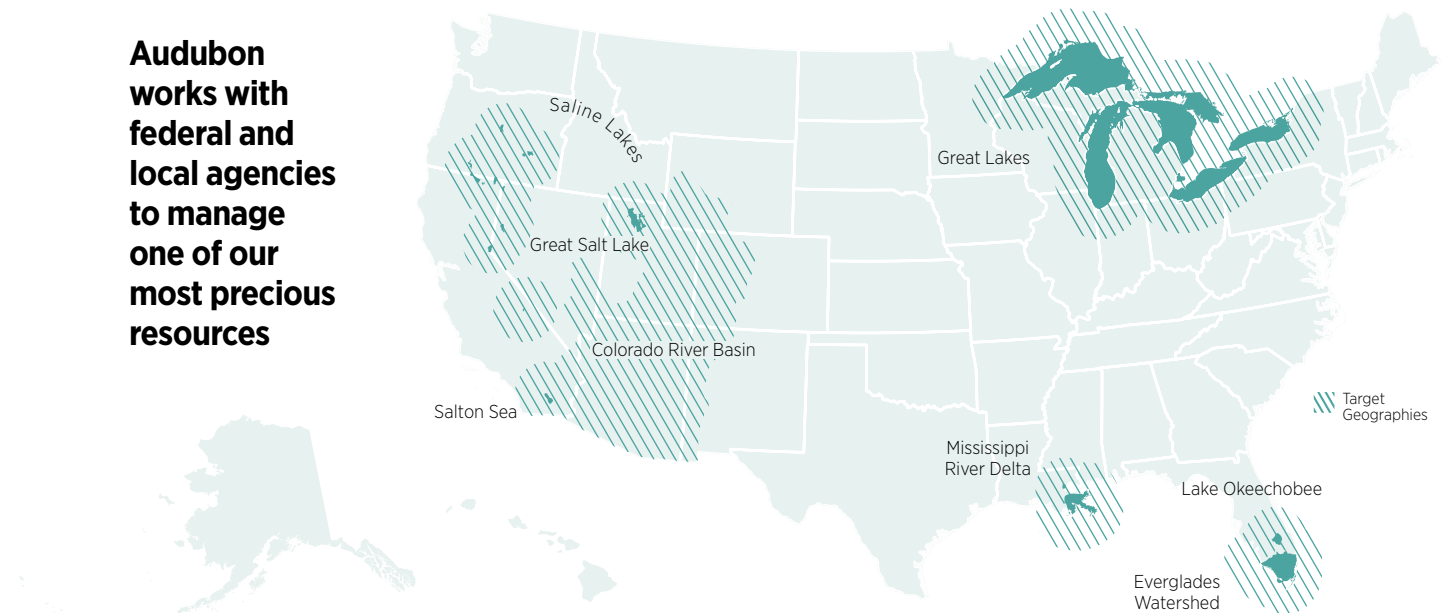 Audubon
works with
federal and
local agencies
to manage
one of our
most precious
resources
Saline Lakes
Great Lakes
Great Salt Lake
Colorado River Basin
Salton Sea
Target
Geographies
Mississippi
River Delta
Lake Okeechobee
Everglades
Watershed